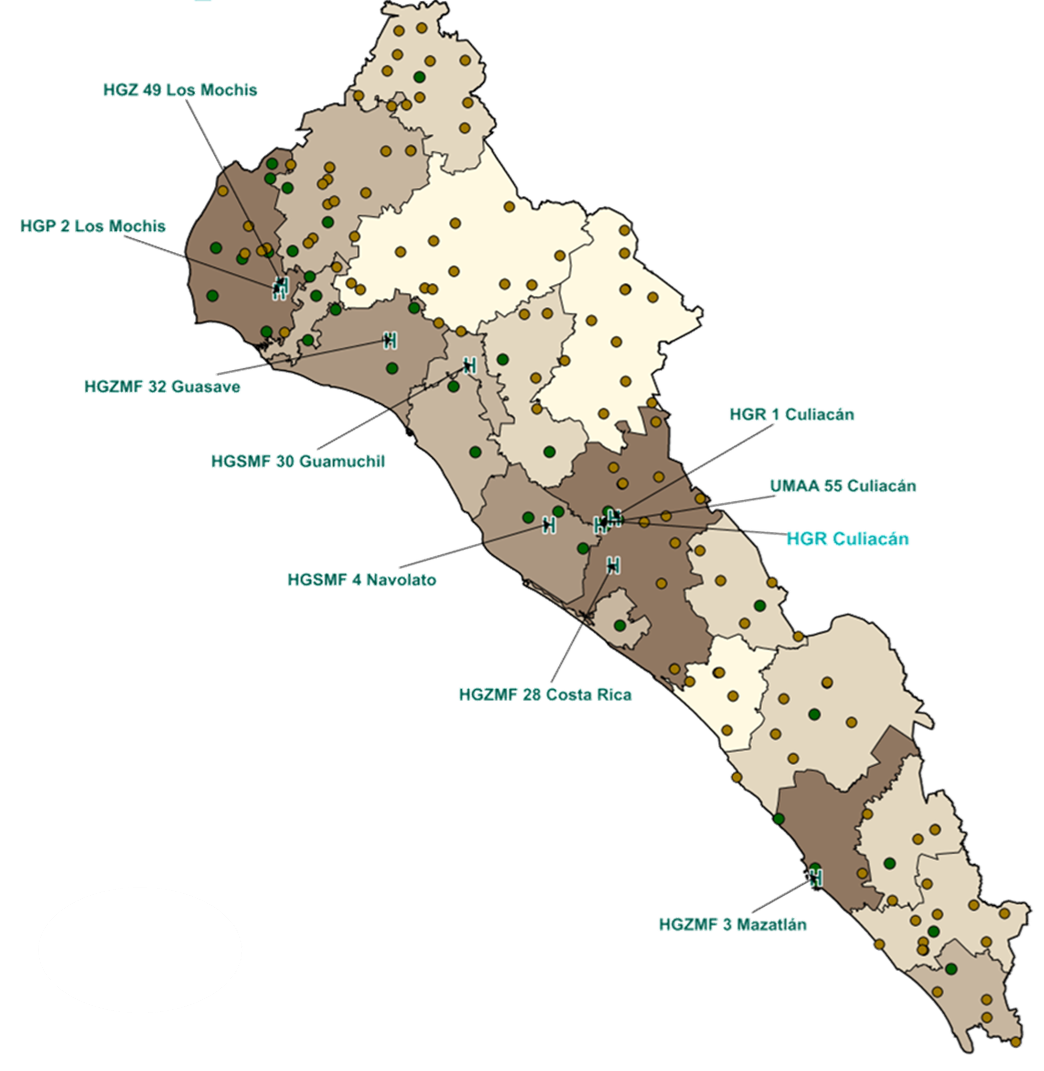 HGZ 49 Los Mochis
HGP 2 Los Mochis
HGZMF 32 Guasave
HGR 1 Culiacán
HGSMF 30 Guamuchil
UMAA 55 Culiacán
HGR Culiacán
HGSMF 4 Navolato
HGZMF 28 Costa Rica
HGZMF 3 Mazatlán
H
H
H
H
H
H
H
H
H
H